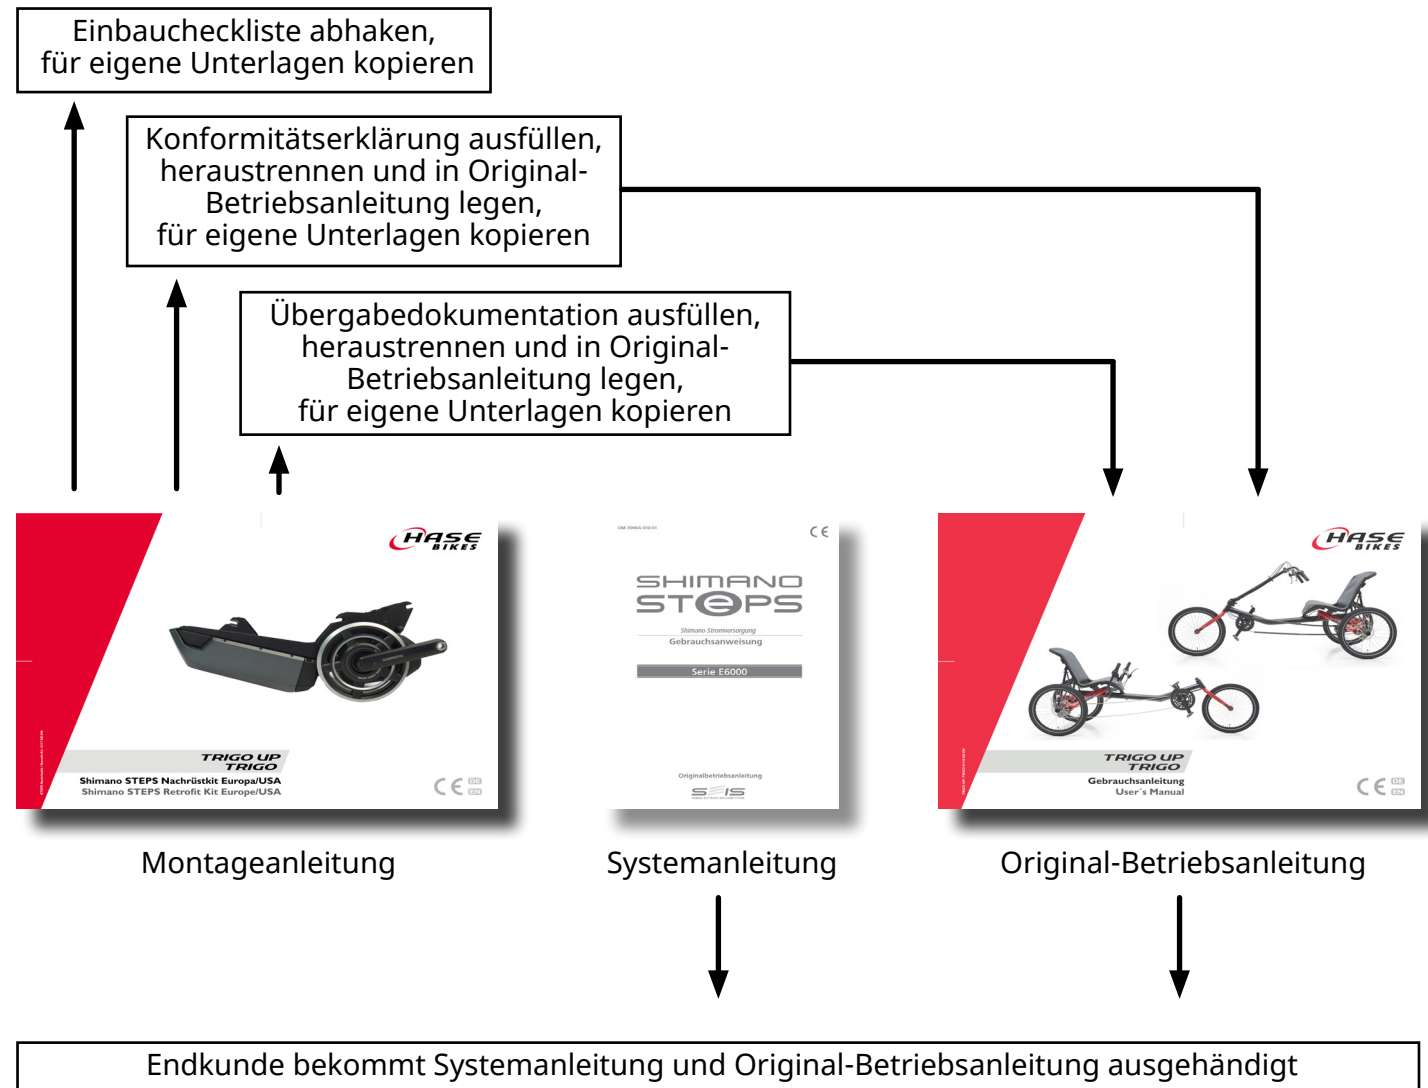 Einbaucheckliste abhaken,
für eigene Unterlagen kopieren
Konformitätserklärung ausfüllen,
heraustrennen und in Original-
Betriebsanleitung legen,
für eigene Unterlagen kopieren
Übergabedokumentation ausfüllen,
heraustrennen und in Original-
Betriebsanleitung legen,
für eigene Unterlagen kopieren
HASE
BIKES
TRIGO UP
TRIGO
Shimano STEPS Nachrüstkit Europa/USA
Shimano STEPS Retrofit Kit Europe/USA
CE DE
EN
CE
SHIMANO
STEPS
Shimano Stromversorgung
Gebrauchsanweisung
Serie E6000
Originalbetriebsanleitung
HASE
BIKES
TRIGO UP
TRIGO
Gebrauchsanleitung
User´s Manual
CE DE
EN
Montageanleitung
Systemanleitung
Original-Betriebsanleitung
Endkunde bekommt Systemanleitung und Original-Betriebsanleitung ausgehändigt